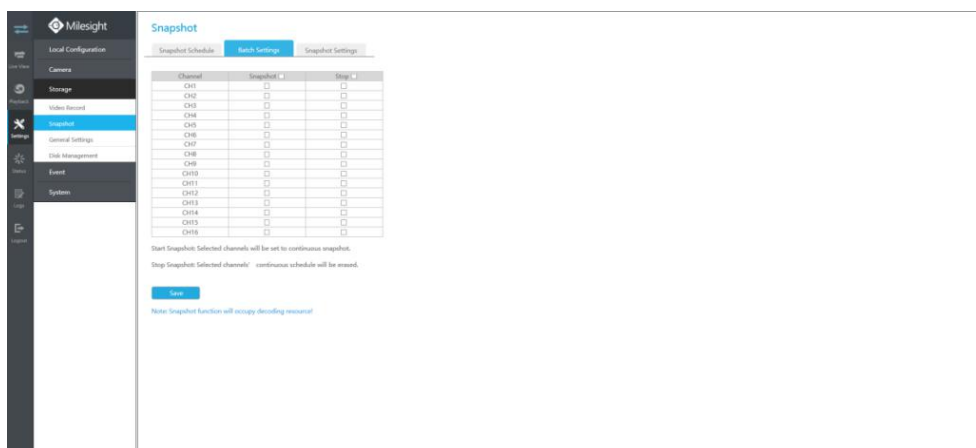 Milesight
Live View
Playback
Settings
Status
Logs
Logout
Local Configuration
Camera
Storage
Video Record
Snapshot
General Settings
Disk Management
Event
System
Snapshot
Snapshot Schedule Batch Settings Snapshot Settings
Channel Snapshot Stop
CH1
CH2
CH3
CH4
CH5
CH6
CH7
CH8
CH9
CH10
CH11
CH12
CH13
CH14
CH15
CH16
Start Snapshot: Selected channels will be set to continuous snapshot.
Stop Snapshot: Selected channels' continuous schedule will be erased.
Save
Note: Snapshot function will occupy decoding resource!